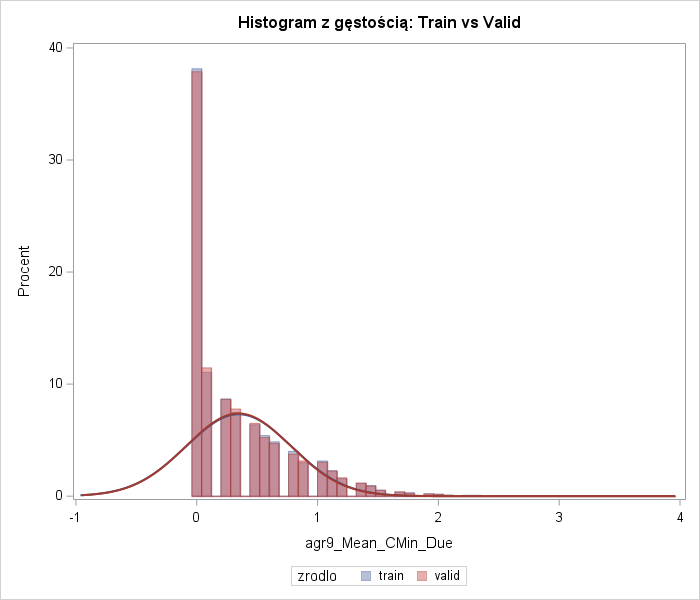 Histogram z gęstością: Train vs Valid
40
30
20
10
0
Procent
-1 0 1 2 3 4
agr9_Mean_CMin_Due
zrodlo train valid